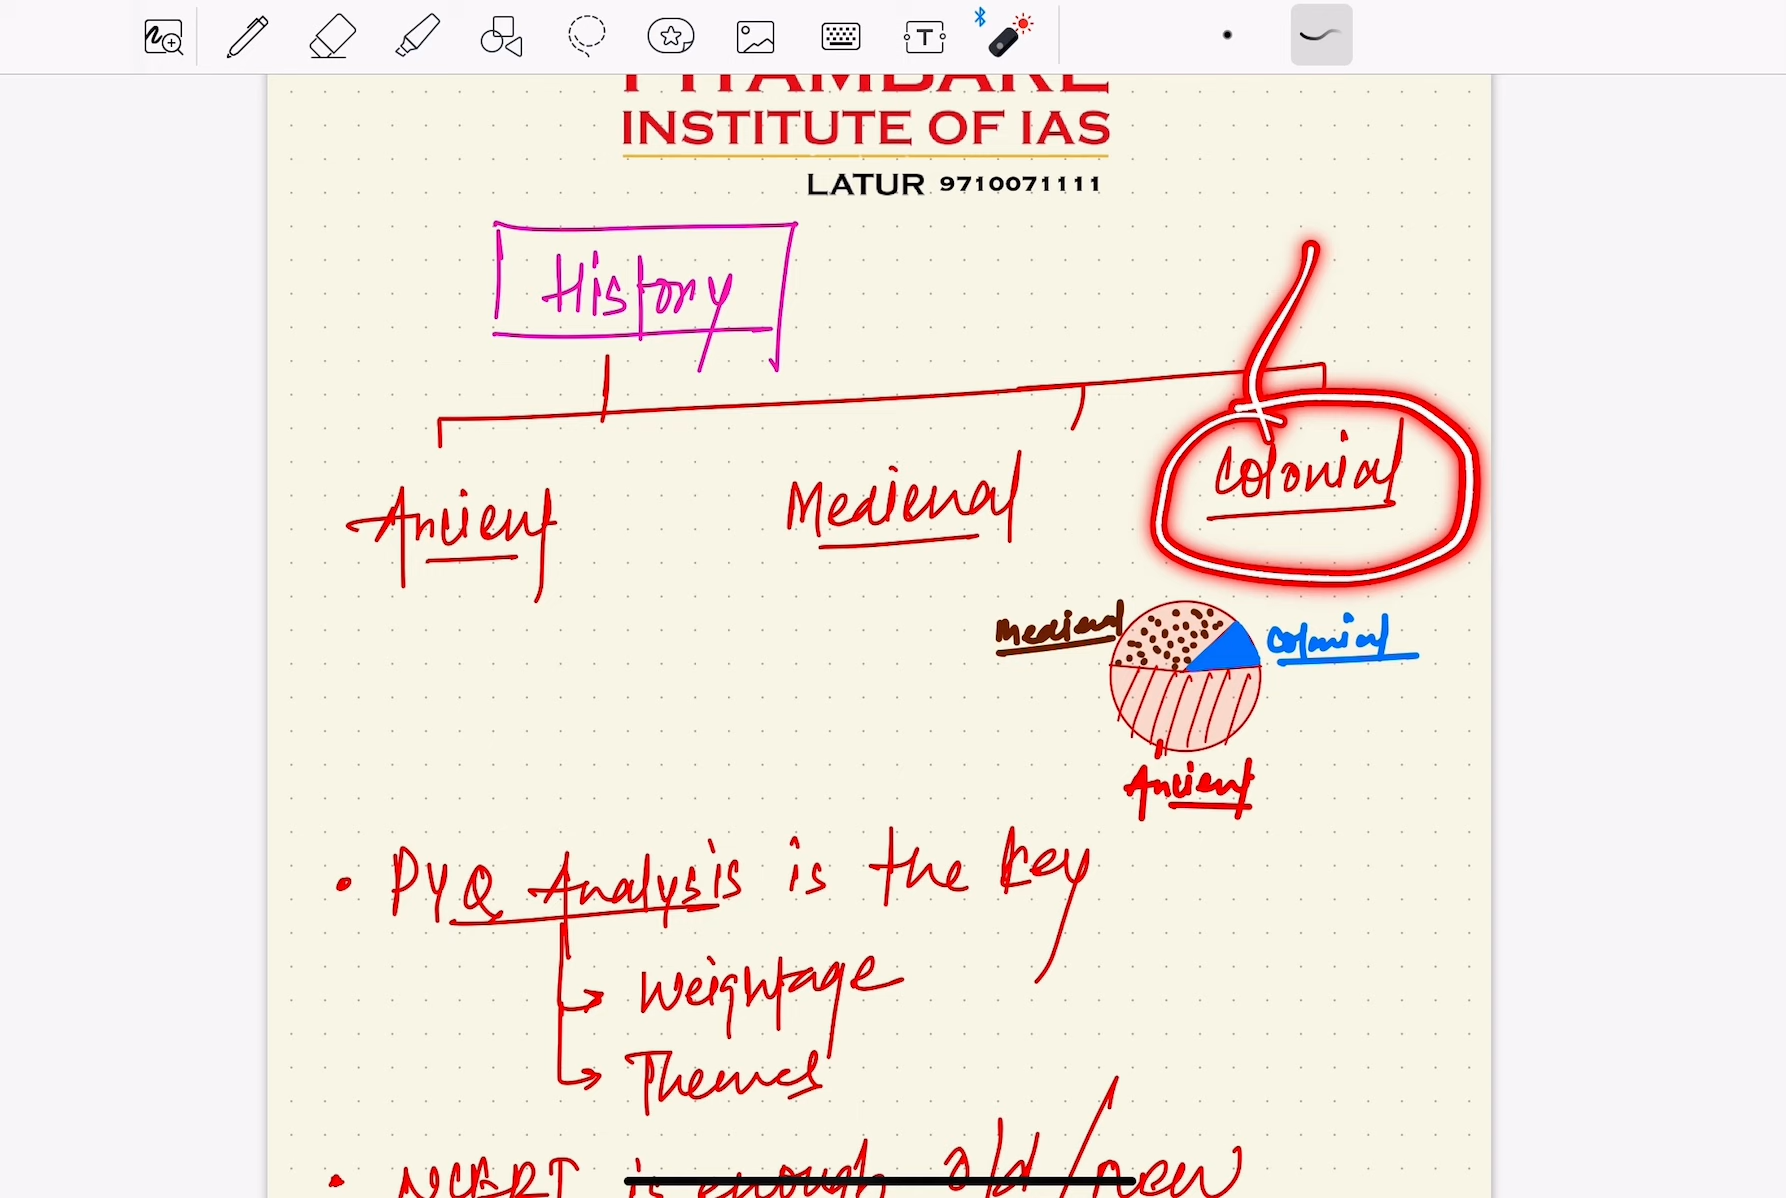 INSTITUTE OF IAS
LATUR 9710071111
History
Ancient Medieval Colonial
Medieval Colonial
Ancient
• PYQ Analysis is the key
→ Weightage
→ Themes
• NCERT is enough old/new